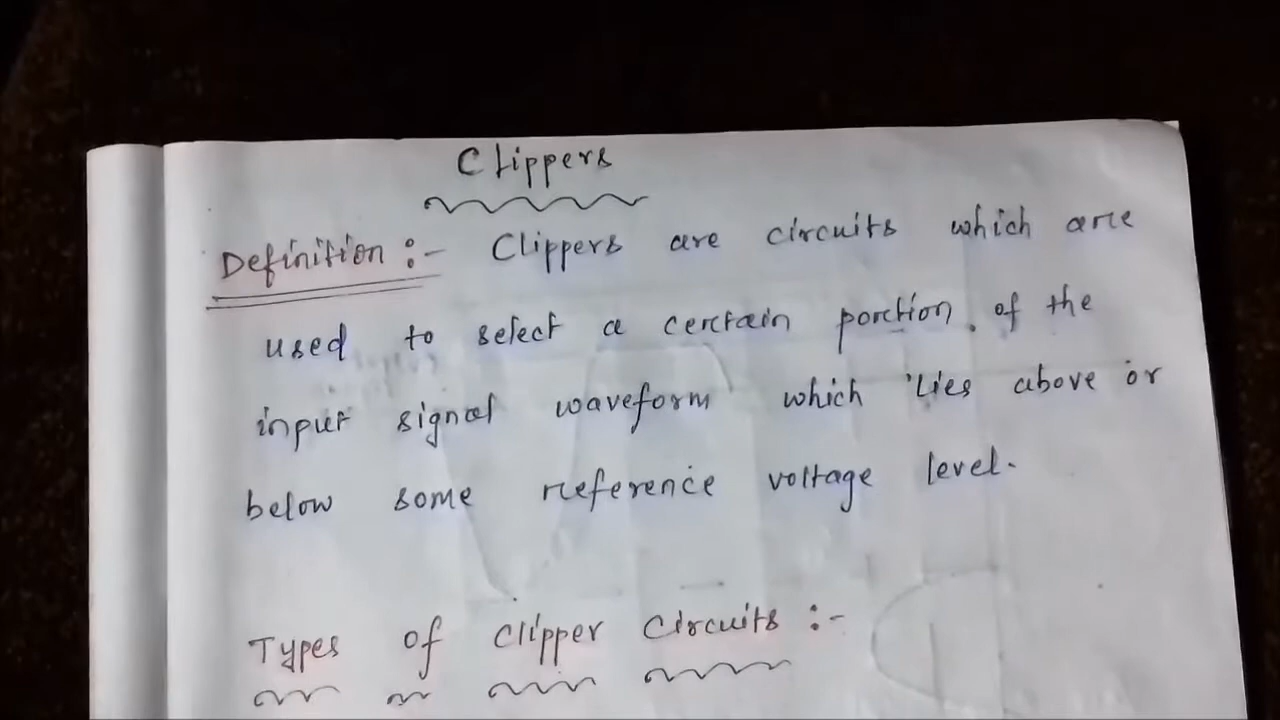 Clippers
Definition :- Clippers are circuits which are
used to select a certain portion of the
input signal waveform which lies above or
below some reference voltage level.
Types of Clipper Circuits :-